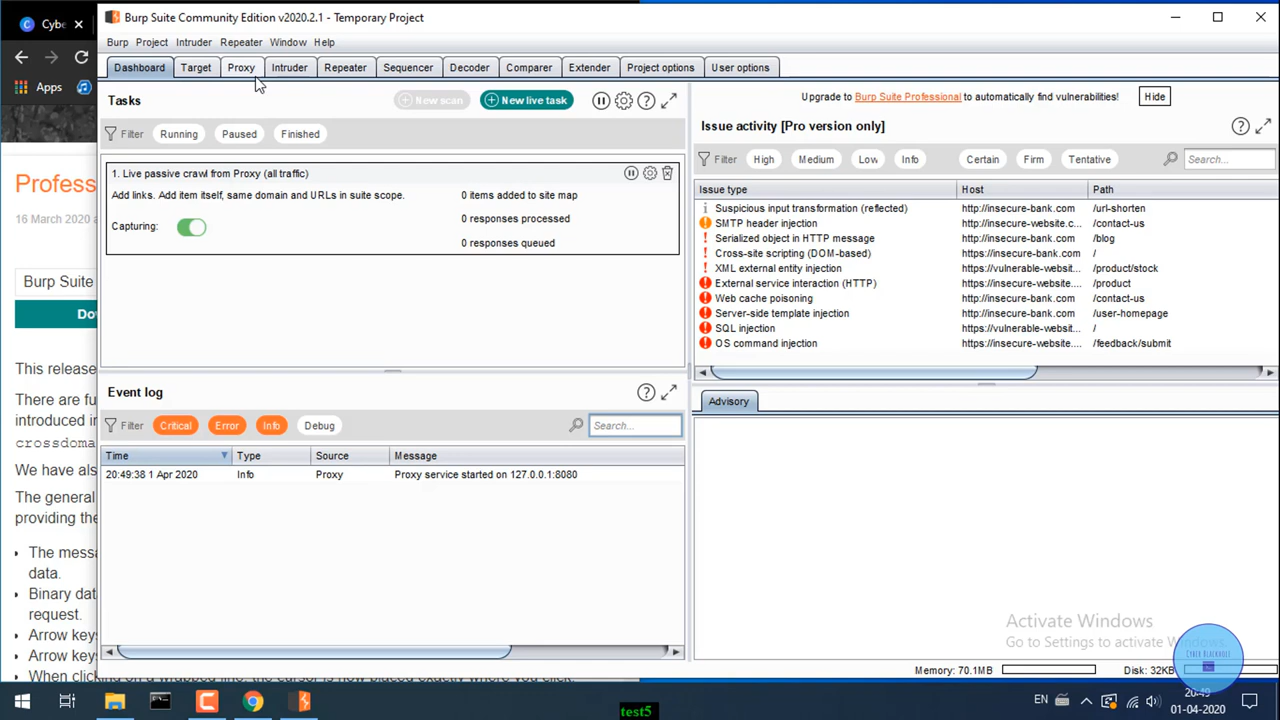 Cybe
Burp Suite Community Edition v2020.2.1 - Temporary Project
Burp Project Intruder Repeater Window Help
Apps
Dashboard Target Proxy Intruder Repeater Sequencer Decoder Comparer Extender Project options User options
Tasks
New scan
New live task
Filter Running Paused Finished
1. Live passive crawl from Proxy (all traffic)
Add links. Add item itself, same domain and URLs in suite scope.
0 items added to site map
Capturing:
0 responses processed
0 responses queued
Upgrade to Burp Suite Professional to automatically find vulnerabilities!
Hide
Issue activity [Pro version only]
Filter High Medium Low Info Certain Firm Tentative Search...
Issue type Host Path
Suspicious input transformation (reflected) http://insecure-bank.com /url-shorten
SMTP header injection http://insecure-website.c... /contact-us
Serialized object in HTTP message http://insecure-bank.com /blog
Cross-site scripting (DOM-based) http://insecure-bank.com /
XML external entity injection https://vulnerable-websit... /product/stock
External service interaction (HTTP) https://insecure-website.... /product
Web cache poisoning http://insecure-bank.com /contact-us
Server-side template injection http://insecure-bank.com /user-homepage
SQL injection https://vulnerable-websit... /
OS command injection https://insecure-website.... /feedback/submit
Event log
Filter Critical Error Info Debug Search...
Time Type Source Message
20:49:38 1 Apr 2020 Info Proxy Proxy service started on 127.0.0.1:8080
Advisory
Profess
16 March 2020 a
Burp Suite
Do
This release
There are fu
introduced in
crossdoma
We have als
The general
providing the
The messa
data.
Binary dat
request.
Arrow keys
Arrow keys
Activate Windows
Go to Settings to activate Windows.
CYBER BLACKHOLE
Memory: 70.1MB
Disk: 32KB
EN
20:49
01-04-2020
test5